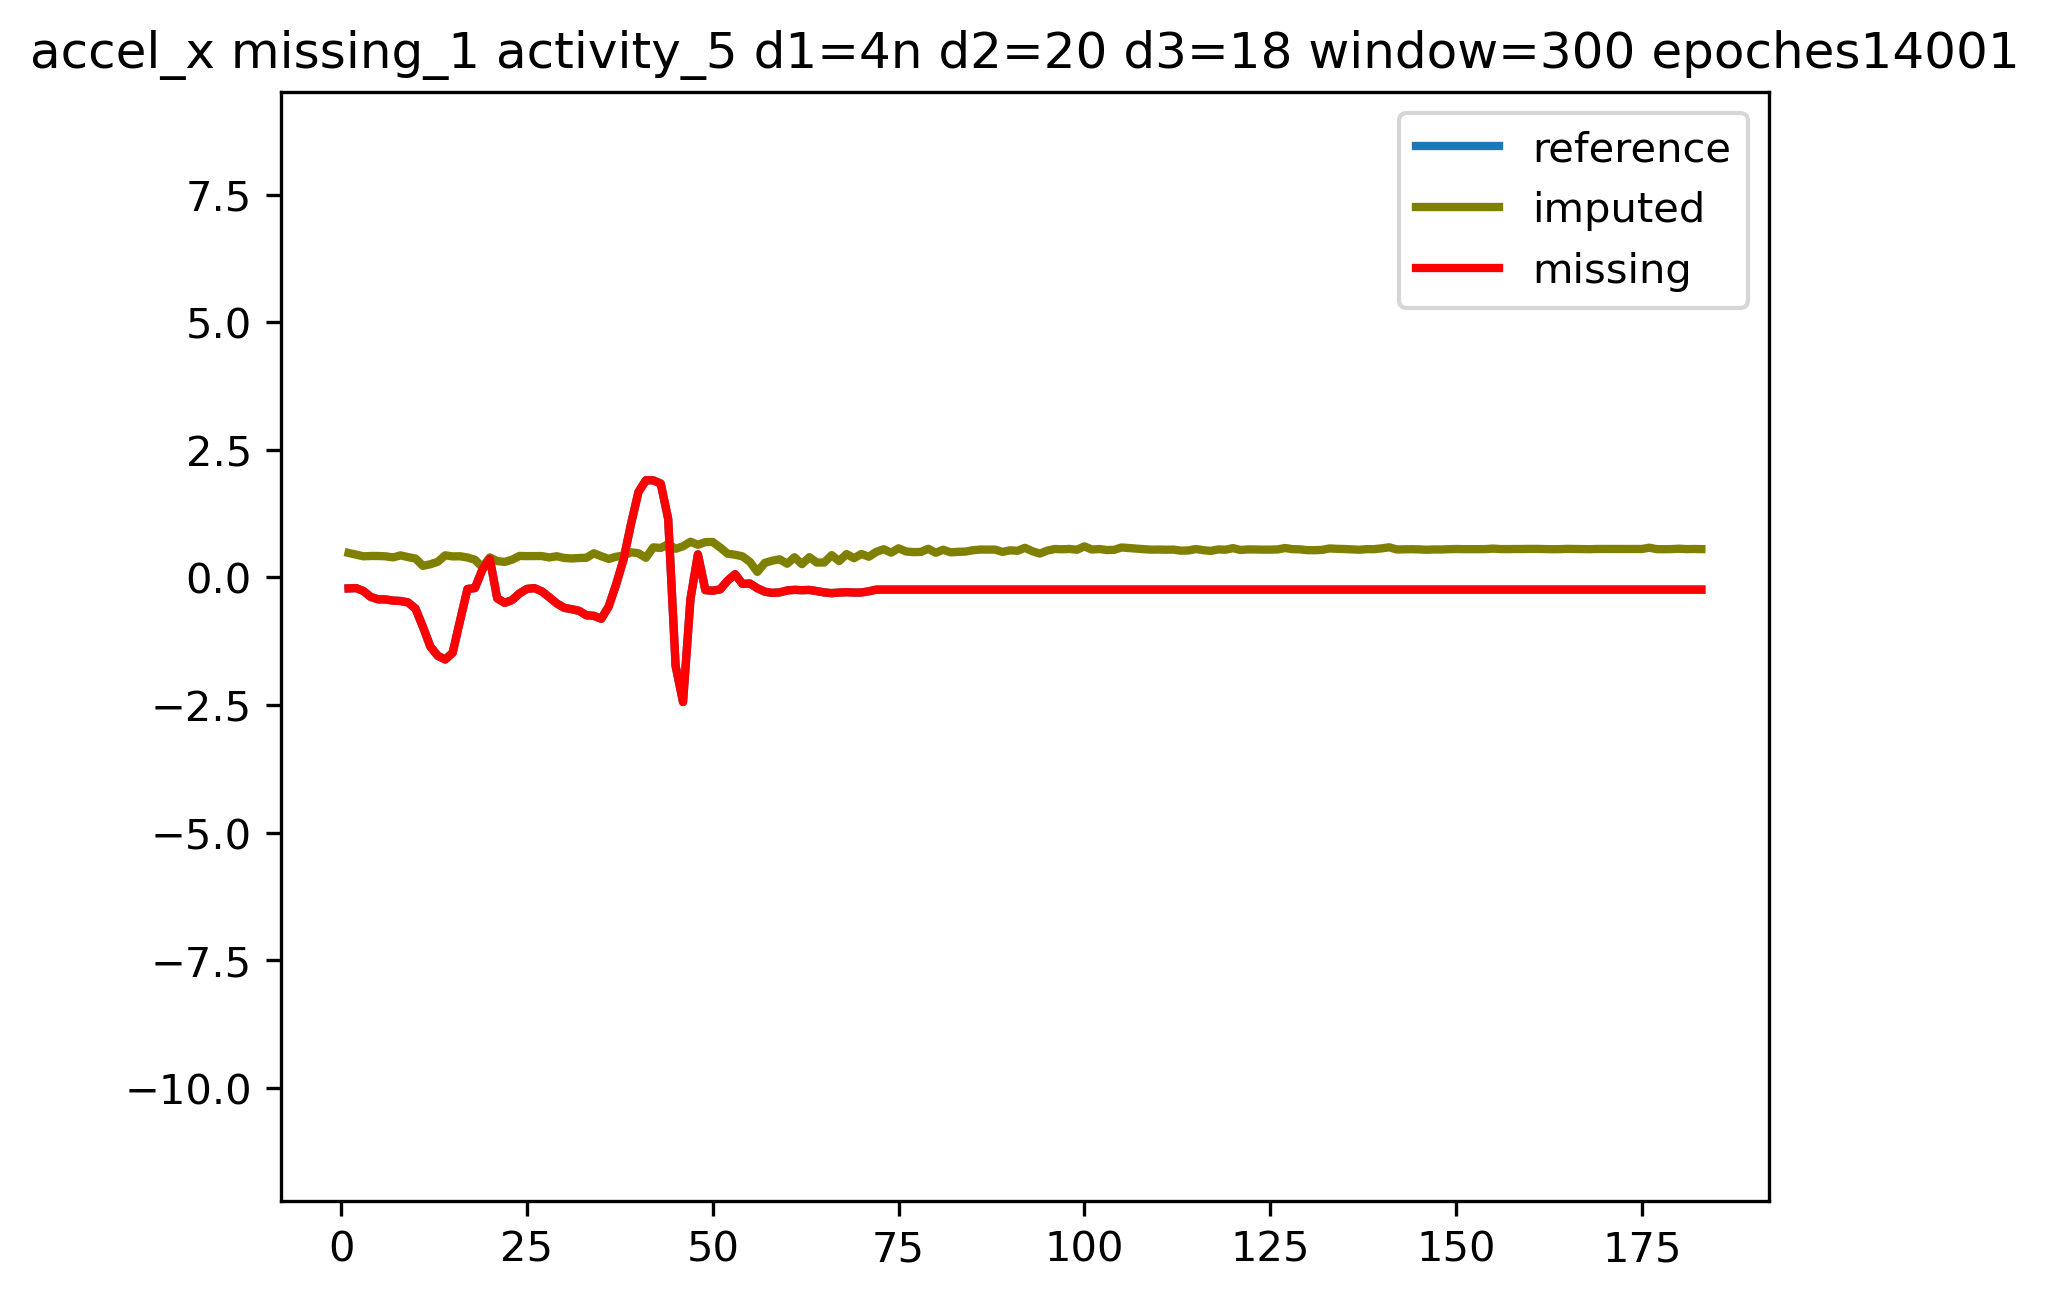 accel_x missing_1 activity_5 d1=4n d2=20 d3=18 window=300 epoches14001
reference
imputed
missing
7.5
5.0
2.5
0.0
−2.5
−5.0
−7.5
−10.0
0 25 50 75 100 125 150 175